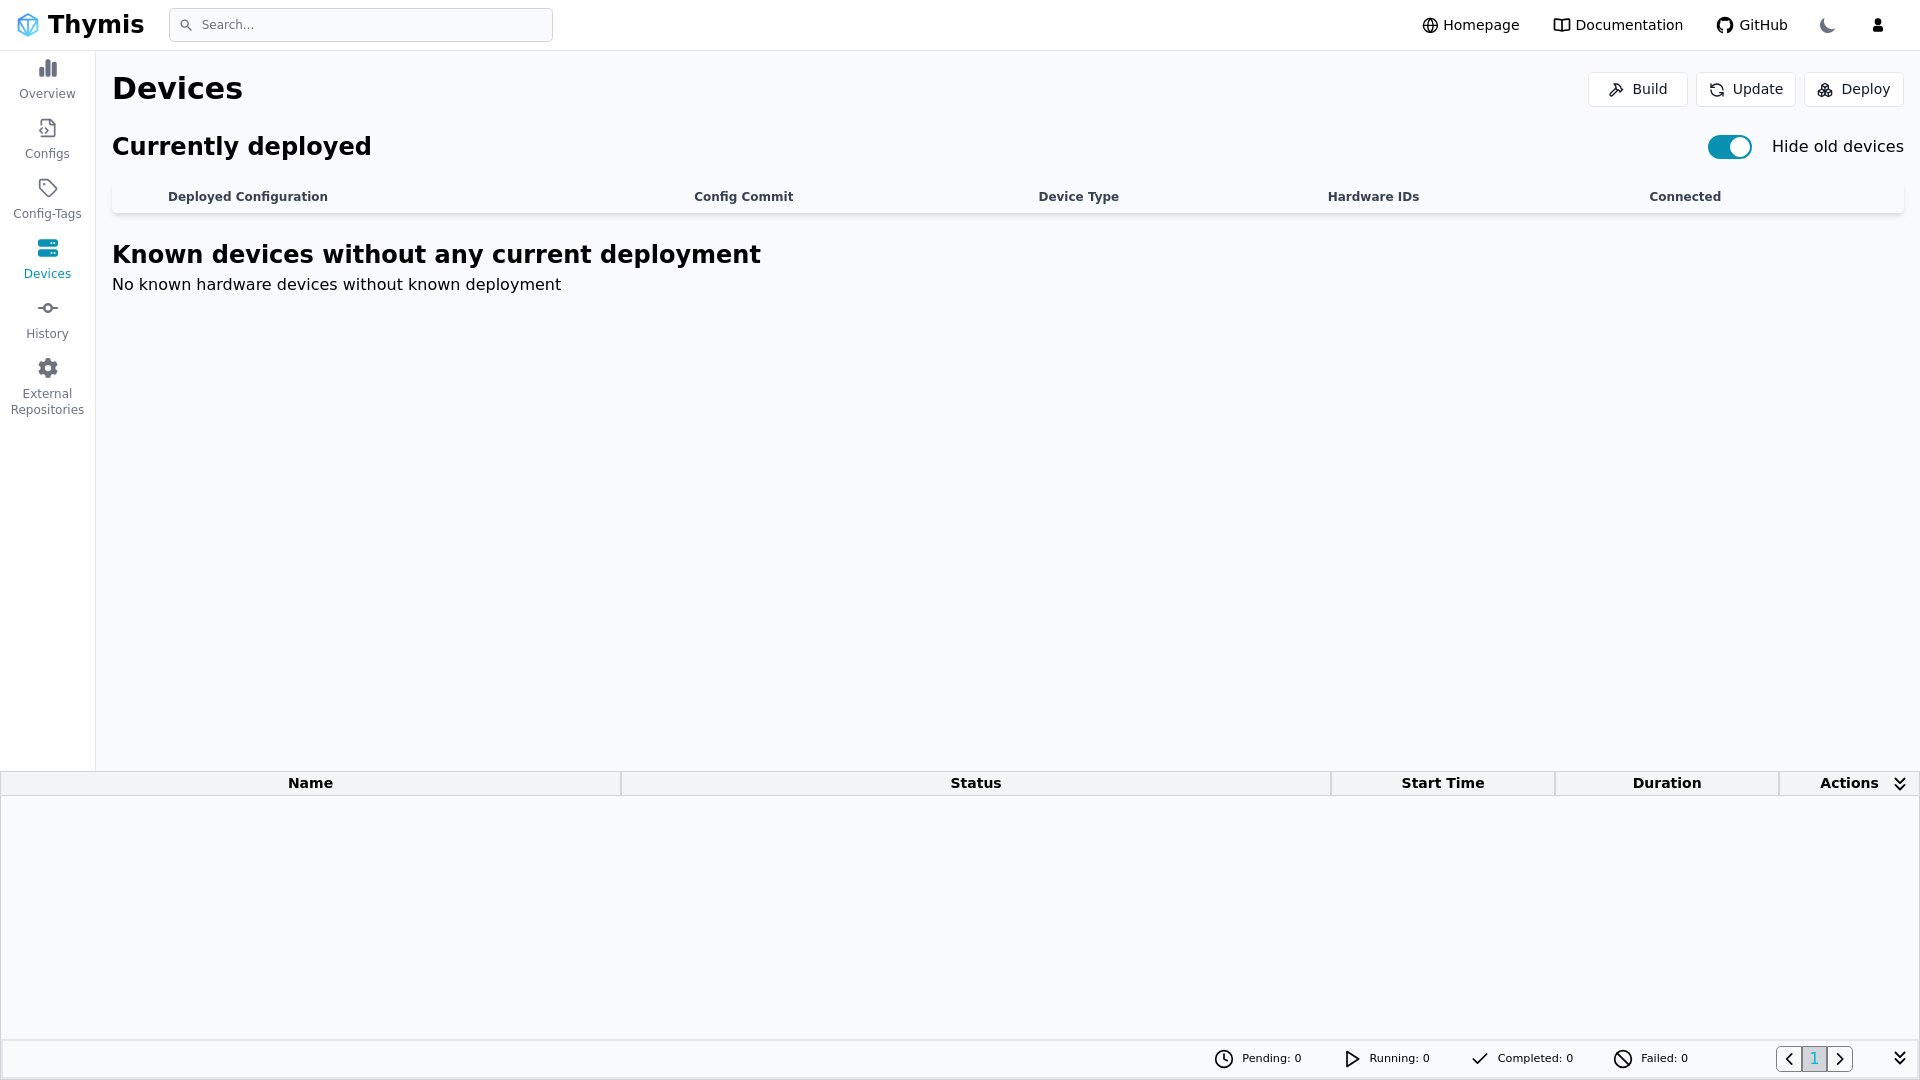 Thymis
Search...
Homepage
Documentation
GitHub
Overview
Configs
Config-Tags
Devices
History
External
Repositories
Devices
Build
Update
Deploy
Currently deployed
Hide old devices
Deployed Configuration
Config Commit
Device Type
Hardware IDs
Connected
Known devices without any current deployment
No known hardware devices without known deployment
Name
Status
Start Time
Duration
Actions
Pending: 0
Running: 0
Completed: 0
Failed: 0
1